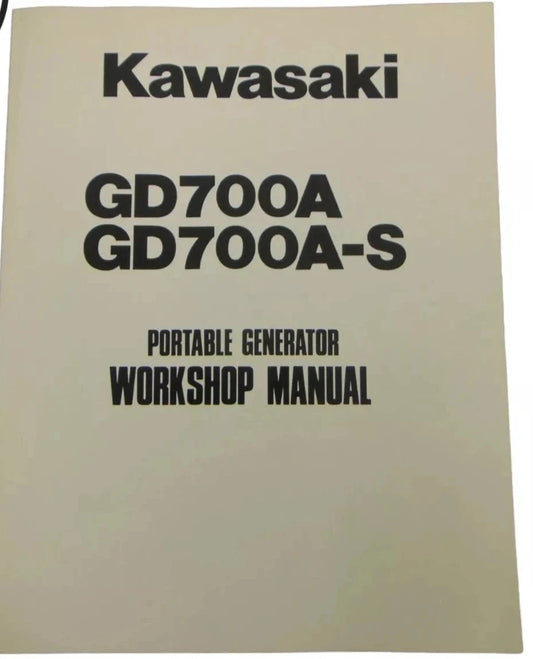 Kawasaki
GD700A
GD700A-S
PORTABLE GENERATOR
WORKSHOP MANUAL